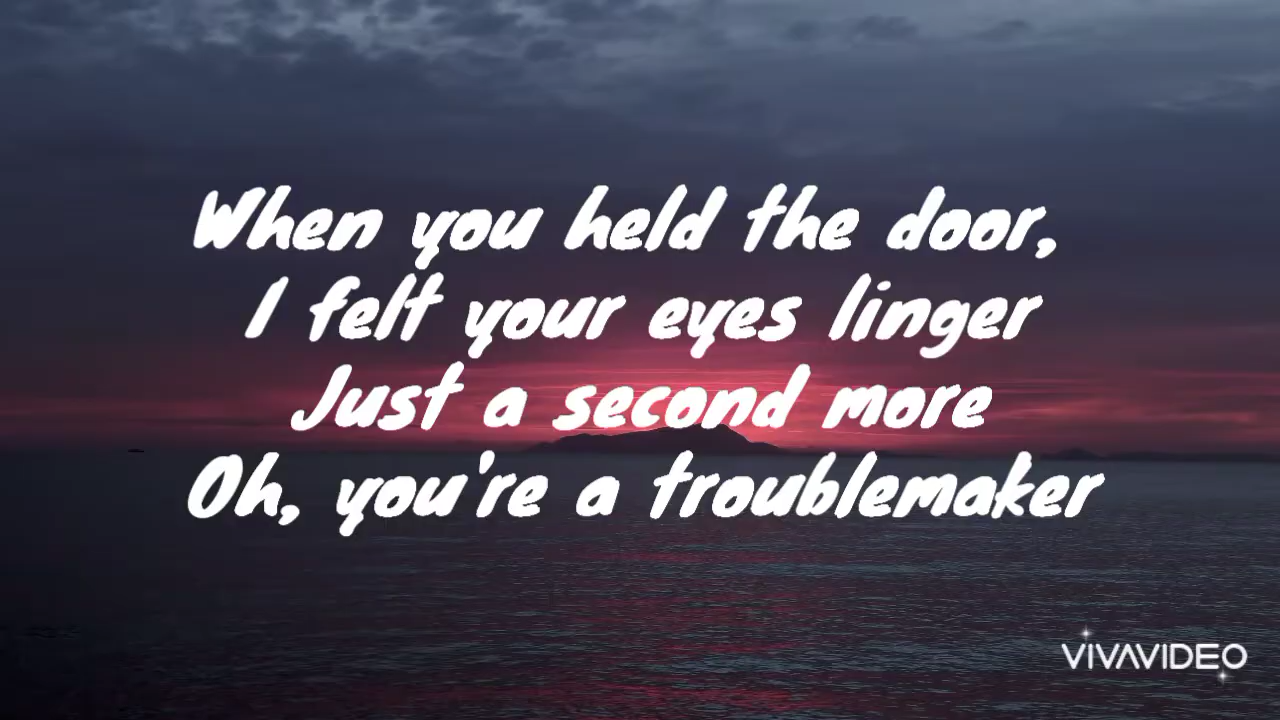 When you held the door,
I felt your eyes linger
Just a second more
Oh, you're a troublemaker
VIVAVIDEO